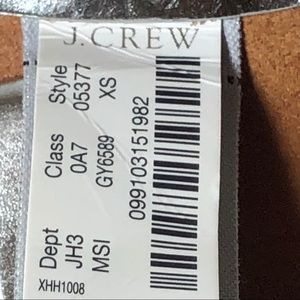 J.CREW
Dept Class Style
JH3 0A7 05377
MSI GY6589 XS
099103151982
XHH1008